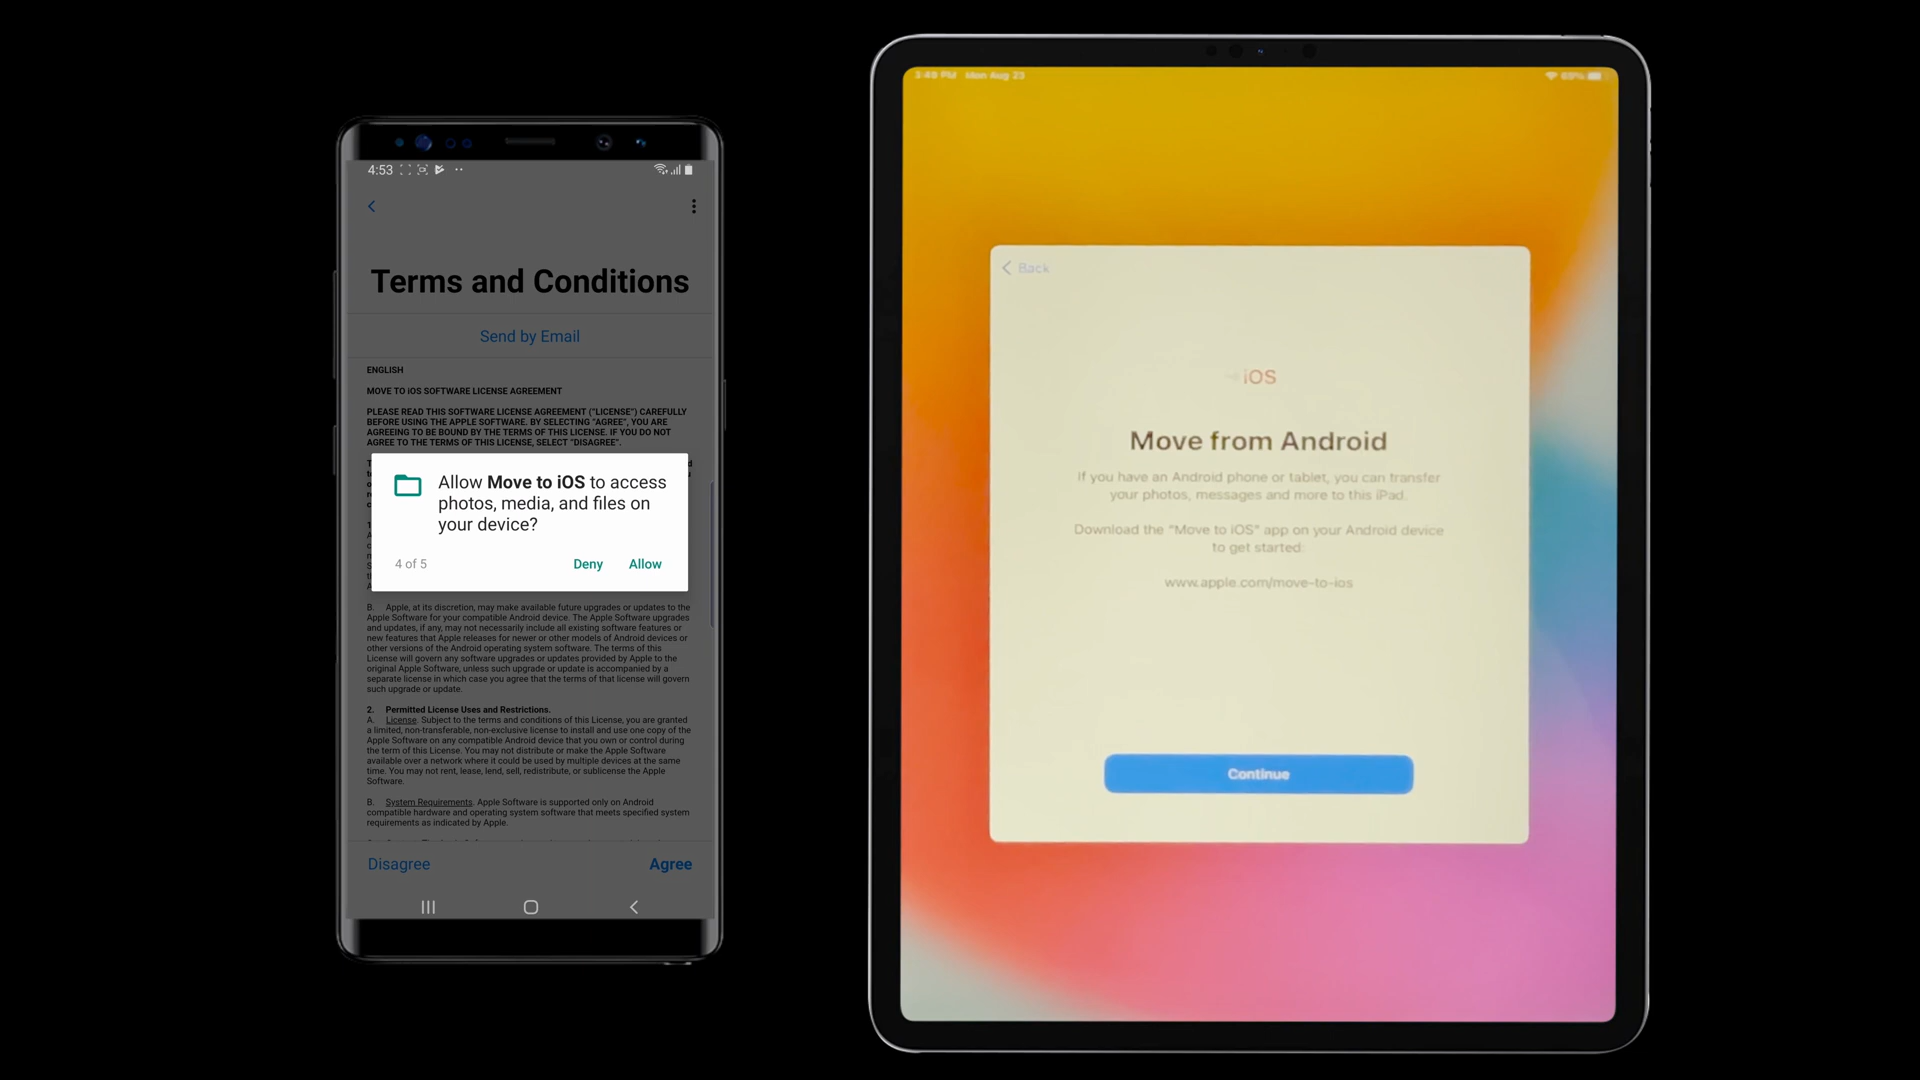 4:53
Terms and Conditions
Send by Email
ENGLISH
MOVE TO iOS SOFTWARE LICENSE AGREEMENT
PLEASE READ THIS SOFTWARE LICENSE AGREEMENT ("LICENSE") CAREFULLY
BEFORE USING THE APPLE SOFTWARE. BY SELECTING "AGREE", YOU ARE
AGREEING TO BE BOUND BY THE TERMS OF THIS LICENSE. IF YOU DO NOT
AGREE TO THE TERMS OF THIS LICENSE, SELECT "DISAGREE".
Allow Move to iOS to access
photos, media, and files on
your device?
4 of 5
Deny
Allow
B. Apple, at its discretion, may make available future upgrades or updates to the
Apple Software for your compatible Android device. The Apple Software upgrades
and updates, if any, may not necessarily include all existing software features or
new features that Apple releases for newer or other models of Android devices or
other versions of the Android operating system software. The terms of this
License will govern any software upgrades or updates provided by Apple to the
original Apple Software, unless such upgrade or update is accompanied by a
separate license in which case you agree that the terms of that license will govern
such upgrade or update.
2. Permitted License Uses and Restrictions.
A. License. Subject to the terms and conditions of this License, you are granted
a limited, non-transferable, non-exclusive license to install and use one copy of the
Apple Software on any compatible Android device that you own or control during
the term of this License. You may not distribute or make the Apple Software
available over a network where it could be used by multiple devices at the same
time. You may not rent, lease, lend, sell, redistribute, or sublicense the Apple
Software.
B. System Requirements. Apple Software is supported only on Android
compatible hardware and operating system software that meets specified system
requirements as indicated by Apple.
Disagree
Agree
3:49 PM Mon Aug 23
69%
Back
iOS
Move from Android
If you have an Android phone or tablet, you can transfer
your photos, messages and more to this iPad.
Download the "Move to iOS" app on your Android device
to get started:
www.apple.com/move-to-ios
Continue